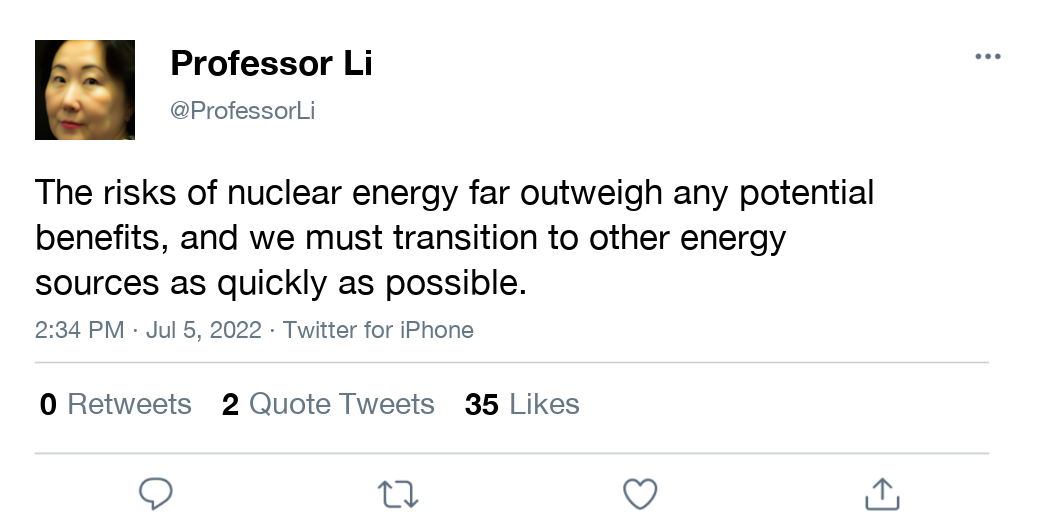 Professor Li
@ProfessorLi
The risks of nuclear energy far outweigh any potential
benefits, and we must transition to other energy
sources as quickly as possible.
2:34 PM · Jul 5, 2022 · Twitter for iPhone
0 Retweets 2 Quote Tweets 35 Likes